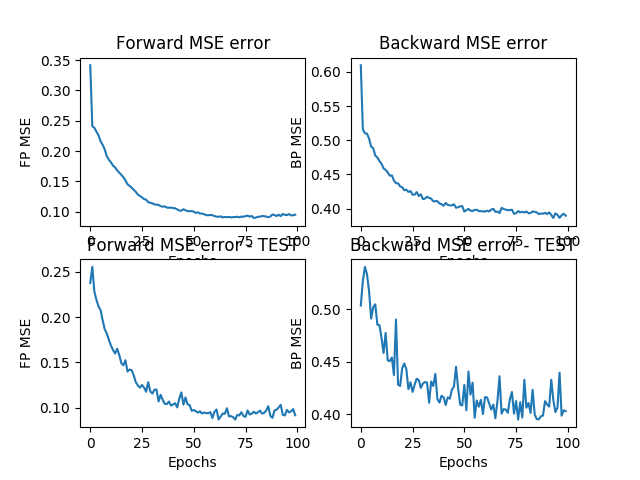 Forward MSE error
FP MSE
0.35
0.30
0.25
0.20
0.15
0.10
0 25 50 75 100
Epochs
Backward MSE error
BP MSE
0.60
0.55
0.50
0.45
0.40
0 25 50 75 100
Forward MSE error - TEST
FP MSE
0.25
0.20
0.15
0.10
0 25 50 75 100
Epochs
Backward MSE error - TEST
BP MSE
0.50
0.45
0.40
0 25 50 75 100
Epochs